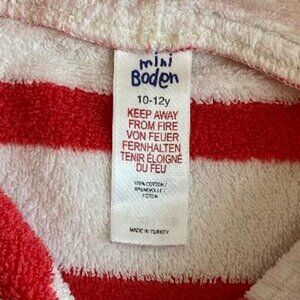 mini
Boden
10-12y
KEEP AWAY
FROM FIRE
VON FEUER
FERNHALTEN
TENIR ÉLOIGNÉ
DU FEU
100% COTTON /
BAUMWOLLE /
COTON
MADE IN TURKEY